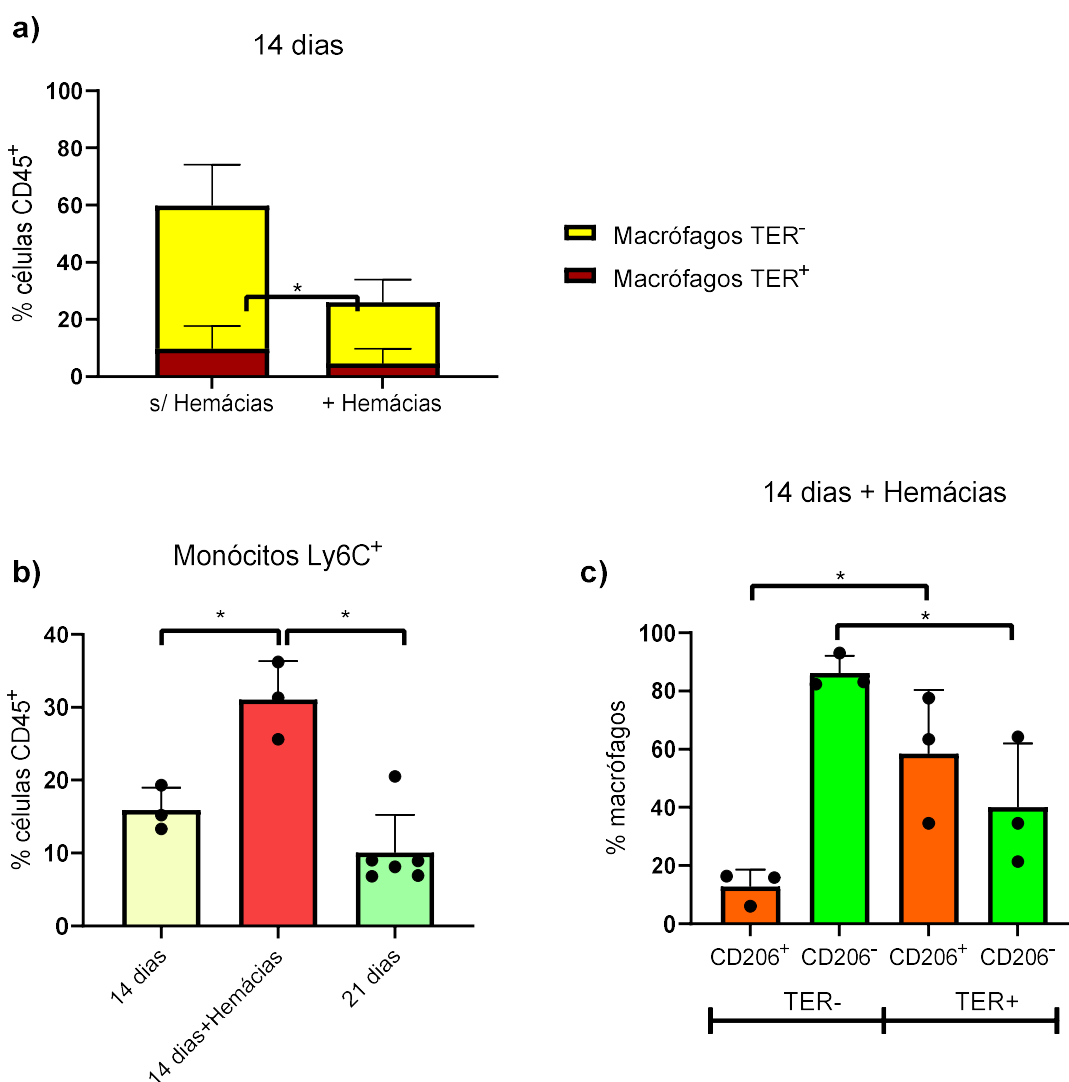 a)
14 dias
% células CD45⁺
100
80
60
40
20
0
*
s/ Hemácias
+ Hemácias
Macrófagos TER⁻
Macrófagos TER⁺
b)
Monócitos Ly6C⁺
% células CD45⁺
40
30
20
10
0
*
*
14 dias
14 dias+Hemácias
21 dias
14 dias + Hemácias
c)
% macrófagos
100
80
60
40
20
0
*
*
CD206⁺
CD206⁻
CD206⁺
CD206⁻
TER-
TER+